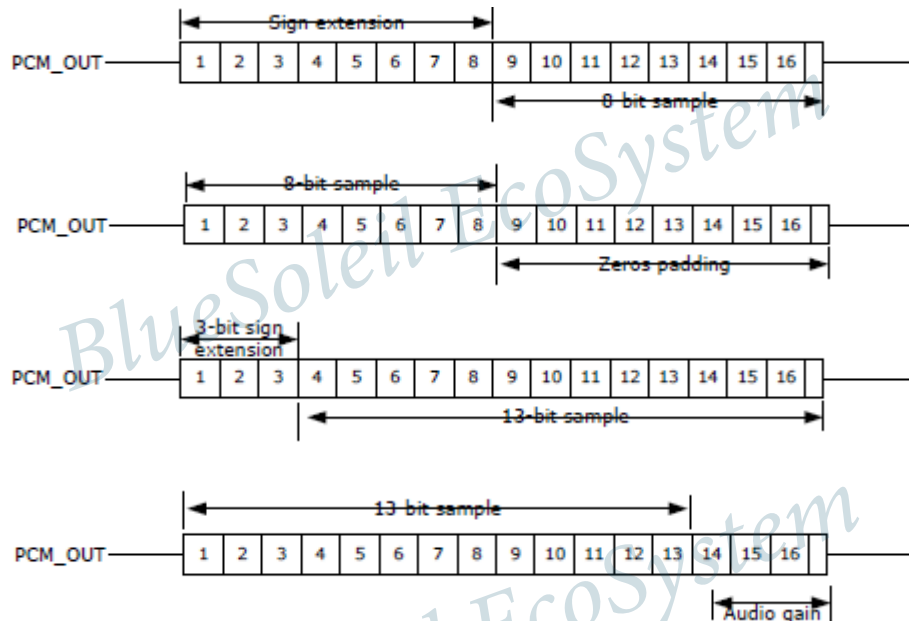 Sign extension
PCM_OUT 1 2 3 4 5 6 7 8 9 10 11 12 13 14 15 16
8 bit sample
8-bit sample
PCM_OUT 1 2 3 4 5 6 7 8 9 10 11 12 13 14 15 16
Zeros padding
BlueSoleil EcoSystem
3-bit sign
extension
PCM_OUT 1 2 3 4 5 6 7 8 9 10 11 12 13 14 15 16
13-bit sample
13 bit sample
PCM_OUT 1 2 3 4 5 6 7 8 9 10 11 12 13 14 15 16
Audio gain
EcoSystem